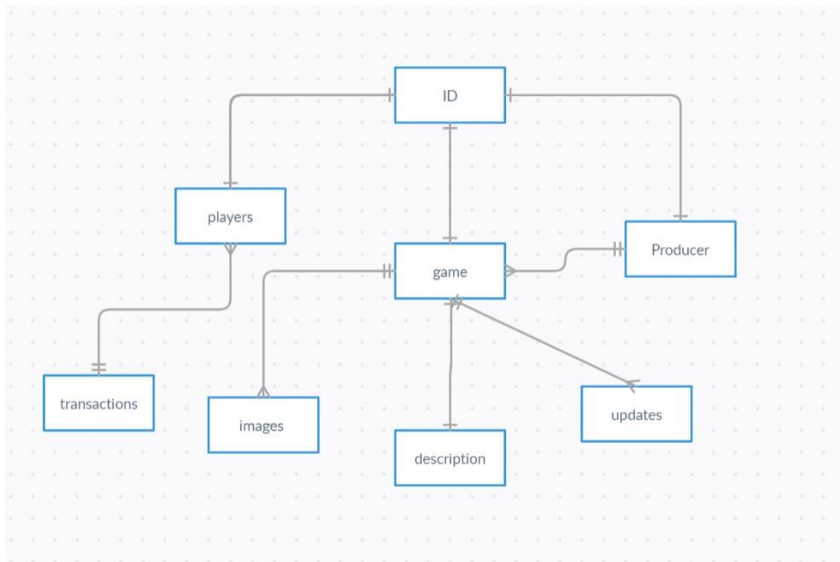 ID
players
Producer
game
transactions
images
updates
description